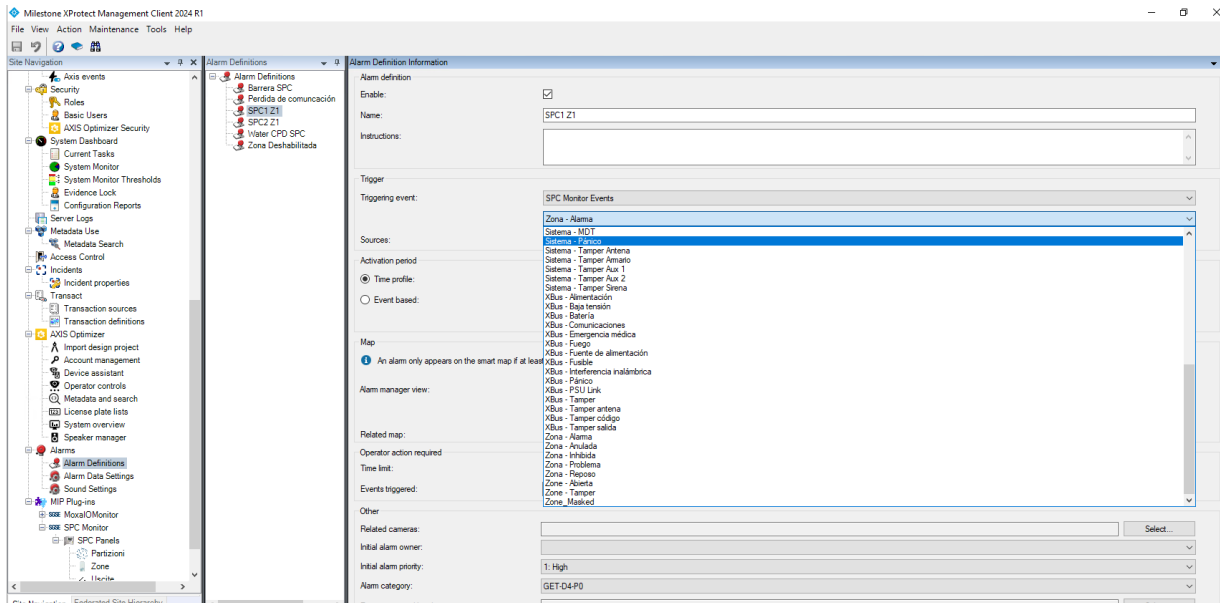 Milestone XProtect Management Client 2024 R1
File View Action Maintenance Tools Help
Site Navigation
Axis events
Security
Roles
Basic Users
AXIS Optimizer Security
System Dashboard
Current Tasks
System Monitor
System Monitor Thresholds
Evidence Lock
Configuration Reports
Server Logs
Metadata Use
Metadata Search
Access Control
Incidents
Incident properties
Transact
Transaction sources
Transaction definitions
AXIS Optimizer
Import design project
Account management
Device assistant
Operator controls
Metadata and search
License plate lists
System overview
Speaker manager
Alarms
Alarm Definitions
Alarm Data Settings
Sound Settings
MIP Plug-ins
MoxaIOMonitor
SPC Monitor
SPC Panels
Partizioni
Zone
Uscite
Site Navigation Federated Site Hierarchy
Alarm Definitions
Alarm Definitions
Barrera SPC
Perdida de comuncación
SPC1 Z1
SPC2 Z1
Water CPD SPC
Zona Deshabilitada
Alarm Definition Information
Alarm definition
Enable:
Name: SPC1 Z1
Instructions:
Trigger
Triggering event: SPC Monitor Events
Zona - Alarma
Sources:
Sistema - MDT
Sistema - Pánico
Sistema - Tamper Antena
Sistema - Tamper Armario
Sistema - Tamper Aux 1
Sistema - Tamper Aux 2
Sistema - Tamper Sirena
XBus - Alimentación
XBus - Baja tensión
XBus - Batería
XBus - Comunicaciones
XBus - Emergencia médica
XBus - Fuego
XBus - Fuente de alimentación
XBus - Fusible
XBus - Interferencia inalámbrica
XBus - Pánico
XBus - PSU Link
XBus - Tamper
XBus - Tamper antena
XBus - Tamper código
XBus - Tamper salida
Zona - Alarma
Zona - Anulada
Zona - Inhibida
Zona - Problema
Zona - Reposo
Zone - Abierta
Zone - Tamper
Zone_Masked
Activation period
Time profile:
Event based:
Map
An alarm only appears on the smart map if at least
Alarm manager view:
Related map:
Operator action required
Time limit:
Events triggered:
Other
Related cameras: Select...
Initial alarm owner:
Initial alarm priority: 1: High
Alarm category: GET-D4-P0